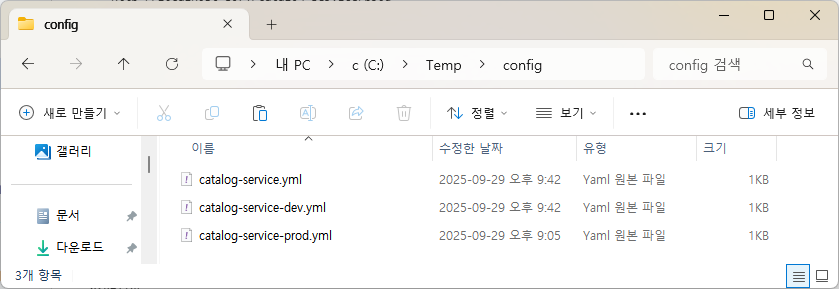 config
내 PC > c (C:) > Temp > config
config 검색
새로 만들기
정렬
보기
세부 정보
갤러리
문서
다운로드
이름 수정한 날짜 유형 크기
catalog-service.yml 2025-09-29 오후 9:42 Yaml 원본 파일 1KB
catalog-service-dev.yml 2025-09-29 오후 9:42 Yaml 원본 파일 1KB
catalog-service-prod.yml 2025-09-29 오후 9:05 Yaml 원본 파일 1KB
3개 항목